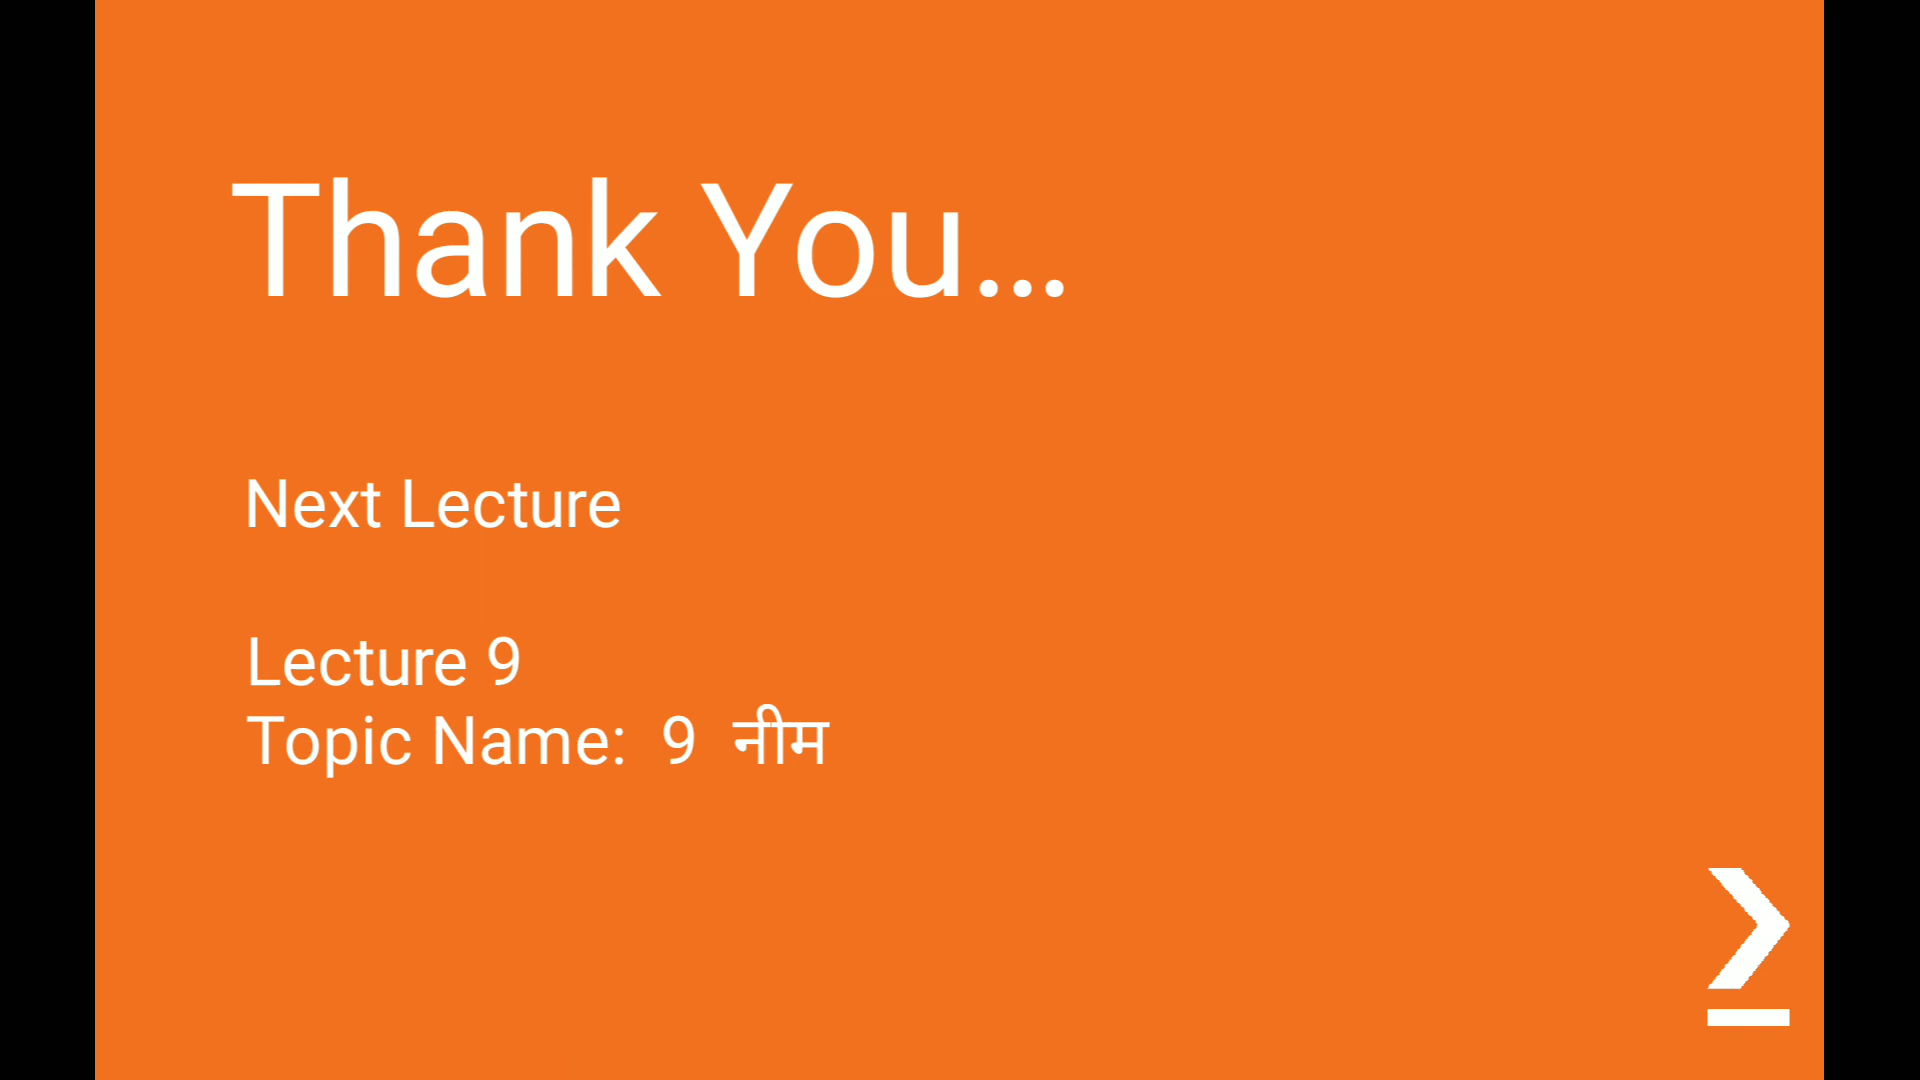 Thank You...
Next Lecture
Lecture 9
Topic Name: 9 नीम